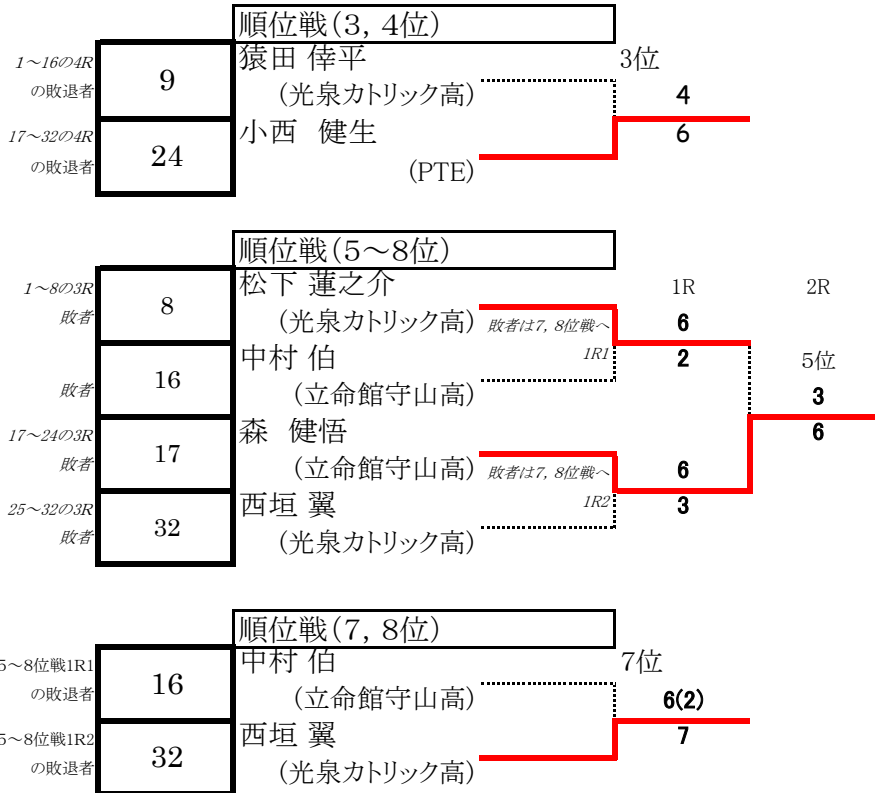 順位戦(3, 4位)
1～16の4R
の敗退者
9
猿田 倖平
(光泉カトリック高)
3位
4
17～32の4R
の敗退者
24
小西　健生
(PTE)
6
順位戦(5～8位)
1～8の3R
敗者
8
松下 蓮之介
(光泉カトリック高)
敗者は7, 8位戦へ
1R1
1R
2R
6
敗者
16
中村 伯
(立命館守山高)
2
5位
3
17～24の3R
敗者
17
森　健悟
(立命館守山高)
敗者は7, 8位戦へ
1R2
6
6
25～32の3R
敗者
32
西垣 翼
(光泉カトリック高)
3
順位戦(7, 8位)
5～8位戦1R1
の敗退者
16
中村 伯
(立命館守山高)
7位
6(2)
5～8位戦1R2
の敗退者
32
西垣 翼
(光泉カトリック高)
7